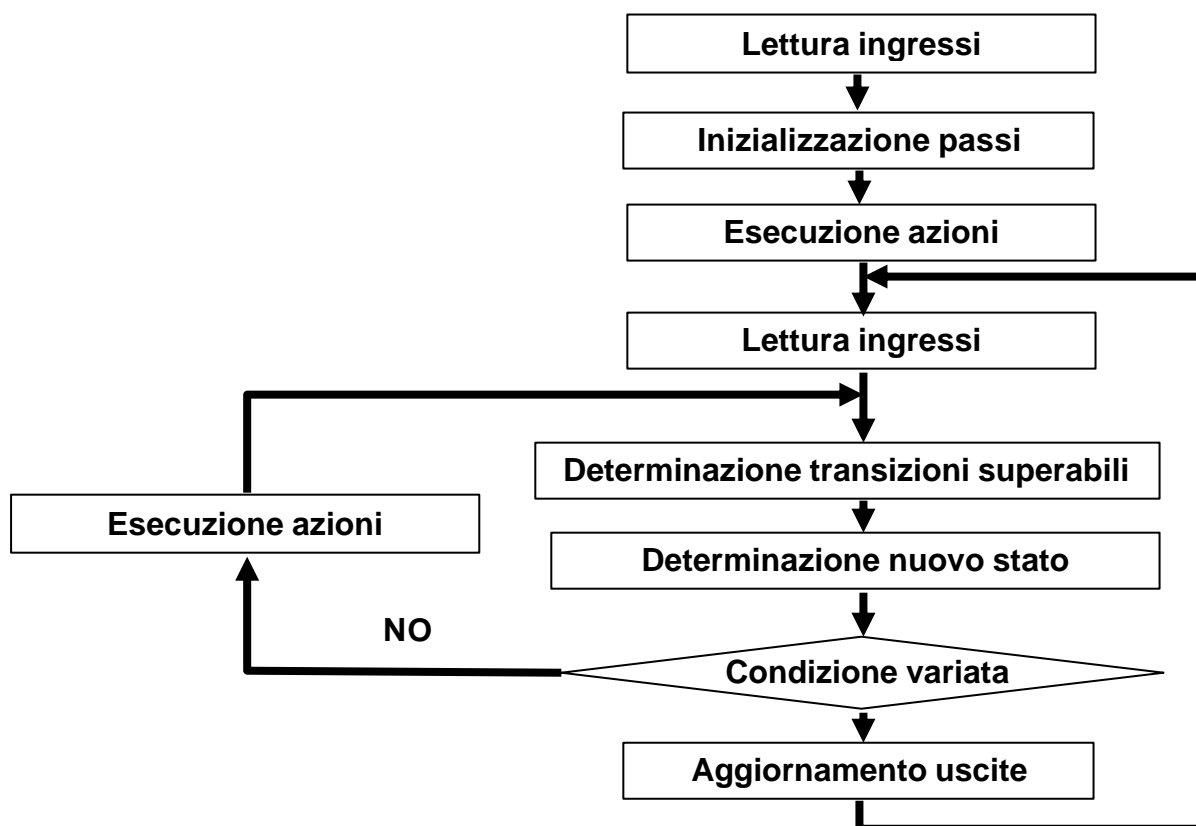 Lettura ingressi
Inizializzazione passi
Esecuzione azioni
Lettura ingressi
Determinazione transizioni superabili
Esecuzione azioni
Determinazione nuovo stato
NO
Condizione variata
Aggiornamento uscite